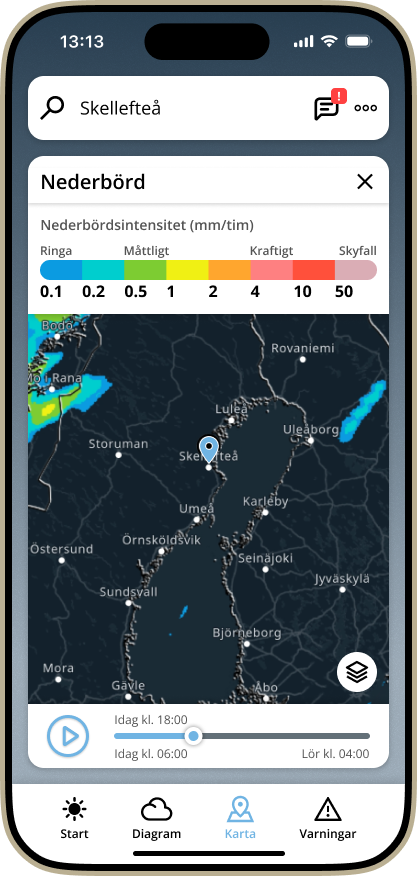 13:13
Skellefteå
!
Nederbörd
Nederbördsintensitet (mm/tim)
Ringa Måttligt Kraftigt Skyfall
0.1 0.2 0.5 1 2 4 10 50
Bodö
Rovaniemi
Mo i Rana
Luleå
Uleåborg
Storuman
Skellefteå
Karleby
Umeå
Örnsköldsvik
Östersund
Seinäjoki
Jyväskylä
Sundsvall
Björneborg
Mora
Gävle
Åbo
Idag kl. 18:00
Idag kl. 06:00 Lör kl. 04:00
Start Diagram Karta Varningar